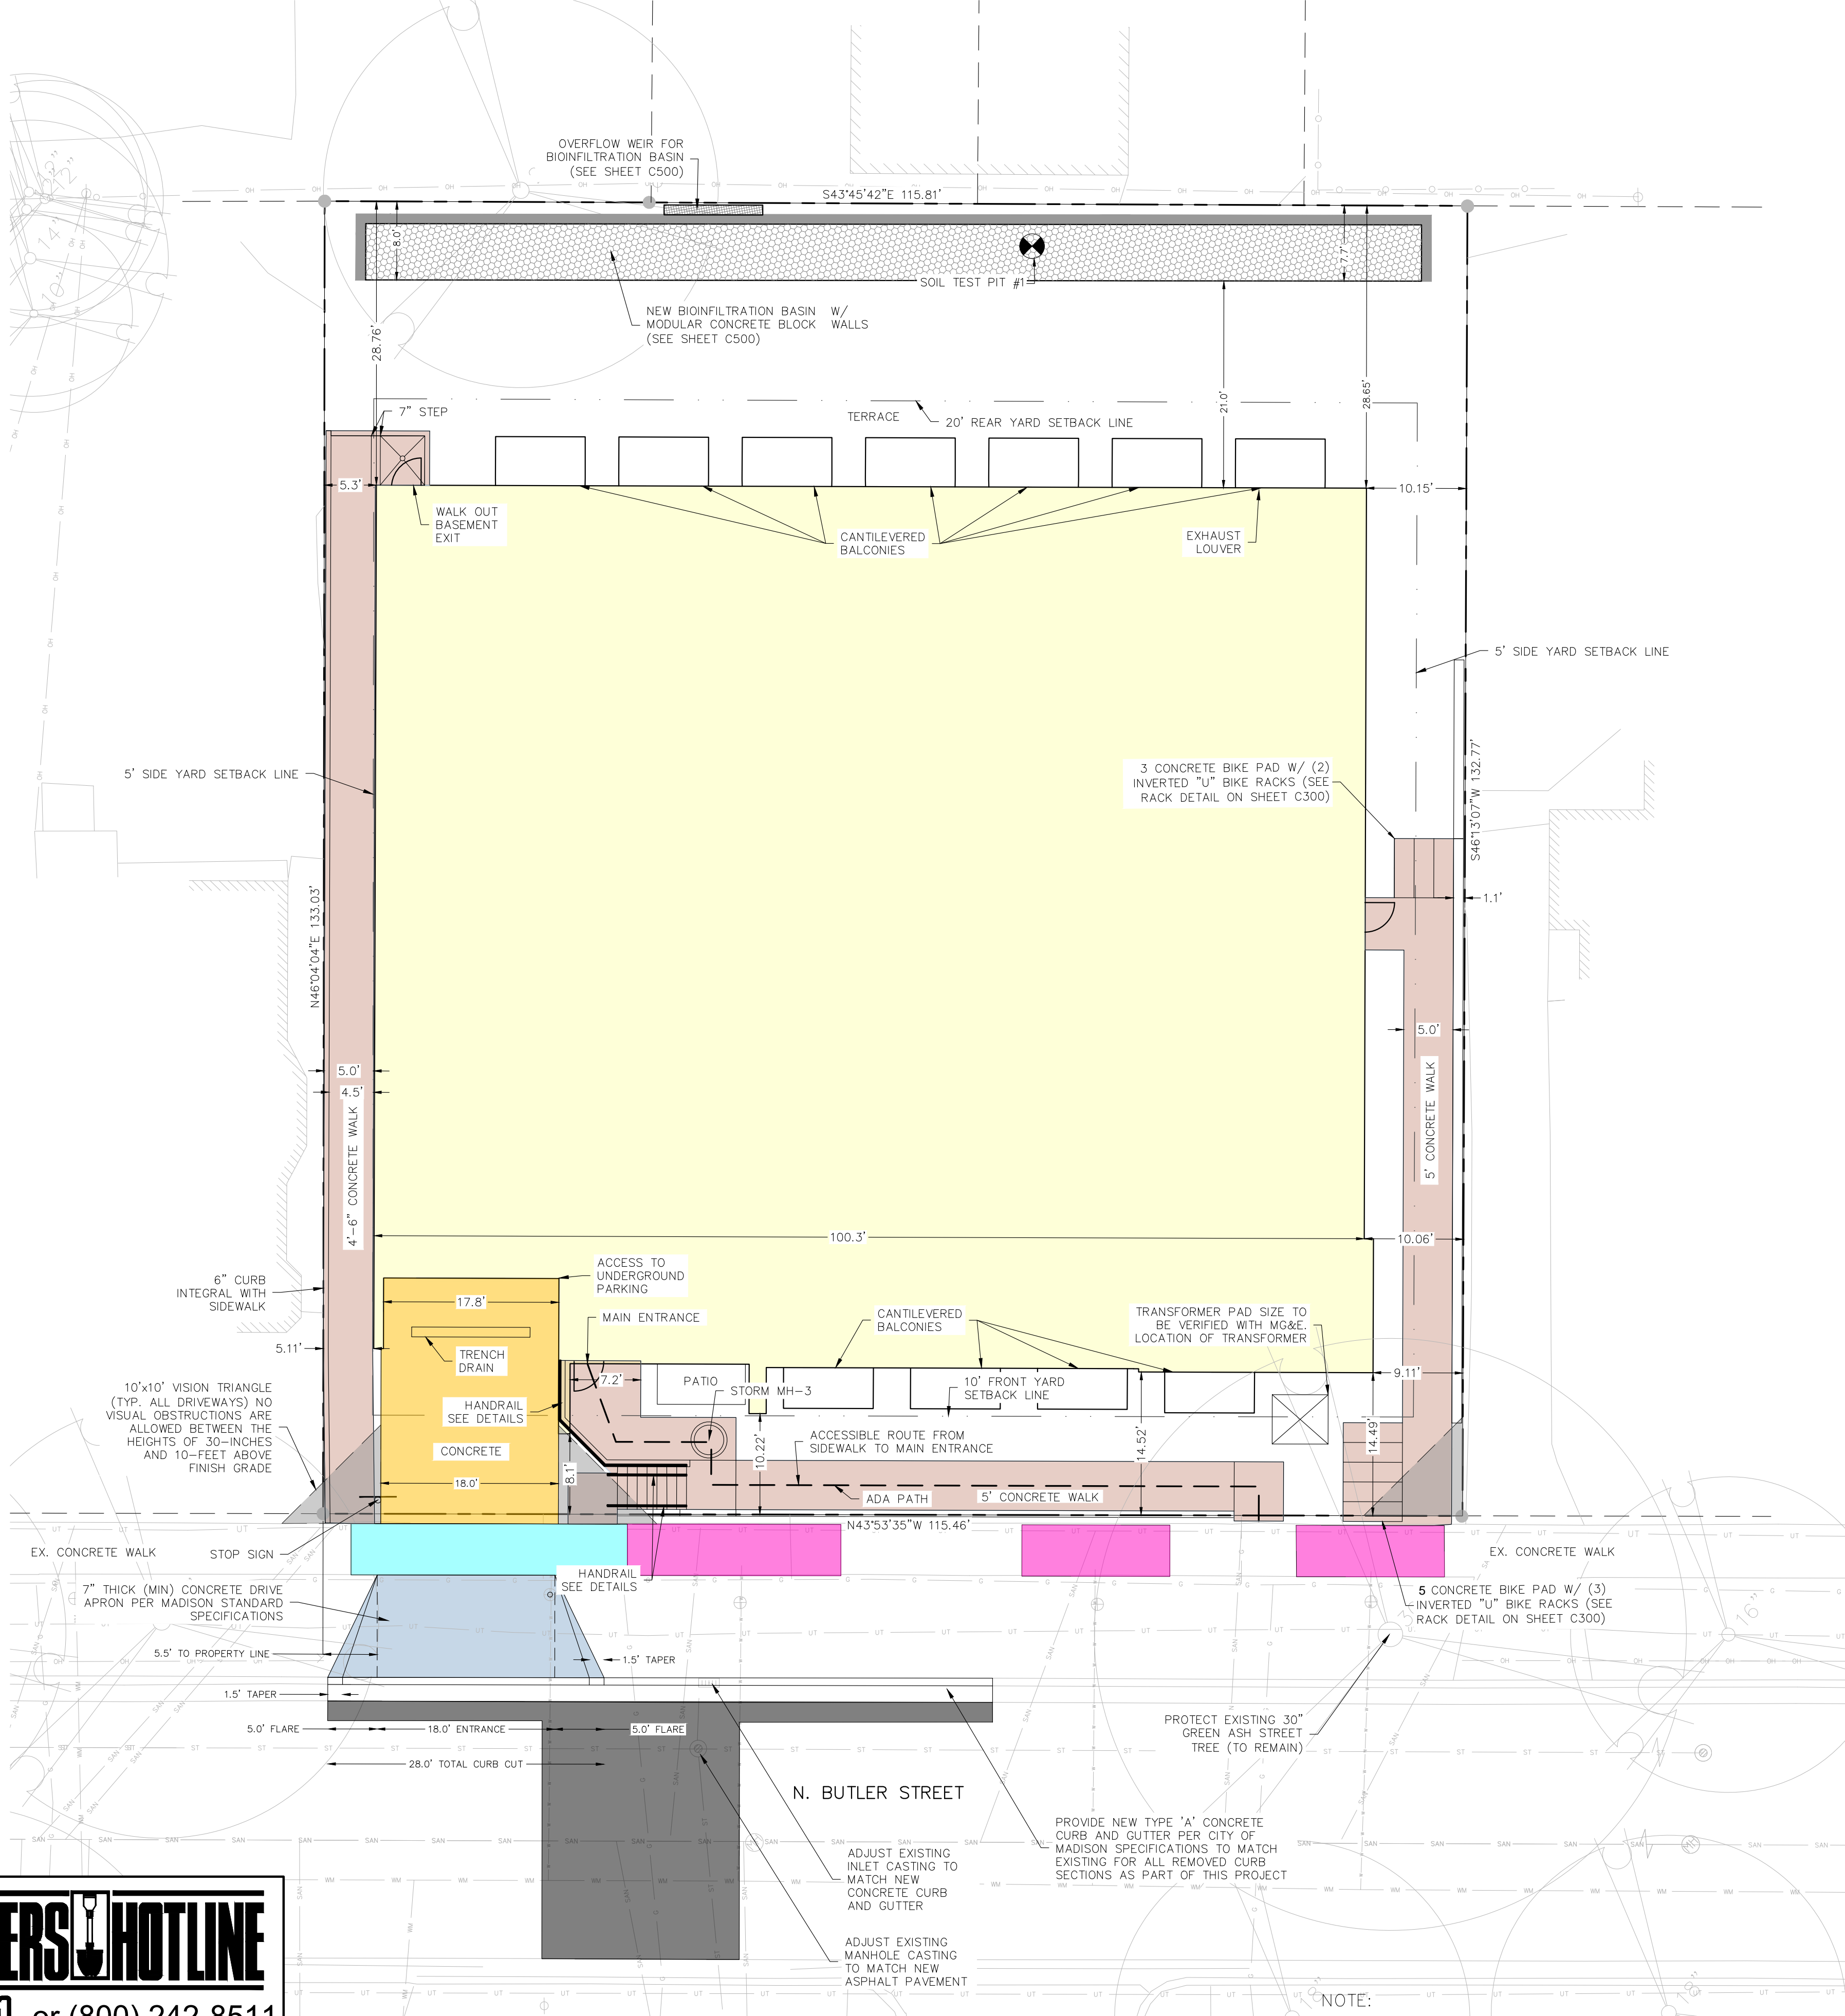 OVERFLOW WEIR FOR
BIOINFILTRATION BASIN
(SEE SHEET C500)
S43°45'42"E 115.81'
12"
12"
14"
10"
8.0'
7.7'
SOIL TEST PIT #1
NEW BIOINFILTRATION BASIN W/
MODULAR CONCRETE BLOCK WALLS
(SEE SHEET C500)
28.76'
21.0'
28.65'
7" STEP
TERRACE
20' REAR YARD SETBACK LINE
5.3'
10.15'
WALK OUT
BASEMENT
EXIT
CANTILEVERED
BALCONIES
EXHAUST
LOUVER
5' SIDE YARD SETBACK LINE
5' SIDE YARD SETBACK LINE
3 CONCRETE BIKE PAD W/ (2)
INVERTED "U" BIKE RACKS (SEE
RACK DETAIL ON SHEET C300)
S46°13'07"W 132.77'
N46°04'04"E 133.03'
1.1'
5.0'
5.0'
4.5'
4'-6" CONCRETE WALK
5' CONCRETE WALK
100.3'
10.06'
6" CURB
INTEGRAL WITH
SIDEWALK
ACCESS TO
UNDERGROUND
PARKING
17.8'
MAIN ENTRANCE
CANTILEVERED
BALCONIES
TRANSFORMER PAD SIZE TO
BE VERIFIED WITH MG&E.
LOCATION OF TRANSFORMER
5.11'
TRENCH
DRAIN
7.2'
PATIO
STORM MH-3
10' FRONT YARD
SETBACK LINE
9.11'
10'x10' VISION TRIANGLE
(TYP. ALL DRIVEWAYS) NO
VISUAL OBSTRUCTIONS ARE
ALLOWED BETWEEN THE
HEIGHTS OF 30-INCHES
AND 10-FEET ABOVE
FINISH GRADE
HANDRAIL
SEE DETAILS
CONCRETE
18.0'
8.1'
10.22'
ACCESSIBLE ROUTE FROM
SIDEWALK TO MAIN ENTRANCE
14.52'
14.49'
ADA PATH
5' CONCRETE WALK
N43°53'35"W 115.46'
EX. CONCRETE WALK
STOP SIGN
HANDRAIL
SEE DETAILS
EX. CONCRETE WALK
7" THICK (MIN) CONCRETE DRIVE
APRON PER MADISON STANDARD
SPECIFICATIONS
5 CONCRETE BIKE PAD W/ (3)
INVERTED "U" BIKE RACKS (SEE
RACK DETAIL ON SHEET C300)
16"
5.5' TO PROPERTY LINE
1.5' TAPER
1.5' TAPER
5.0' FLARE
18.0' ENTRANCE
5.0' FLARE
28.0' TOTAL CURB CUT
PROTECT EXISTING 30"
GREEN ASH STREET
TREE (TO REMAIN)
N. BUTLER STREET
PROVIDE NEW TYPE 'A' CONCRETE
CURB AND GUTTER PER CITY OF
MADISON SPECIFICATIONS TO MATCH
EXISTING FOR ALL REMOVED CURB
SECTIONS AS PART OF THIS PROJECT
ADJUST EXISTING
INLET CASTING TO
MATCH NEW
CONCRETE CURB
AND GUTTER
ADJUST EXISTING
MANHOLE CASTING
TO MATCH NEW
ASPHALT PAVEMENT
ERS HOTLINE
or (800) 242-8511
NOTE: